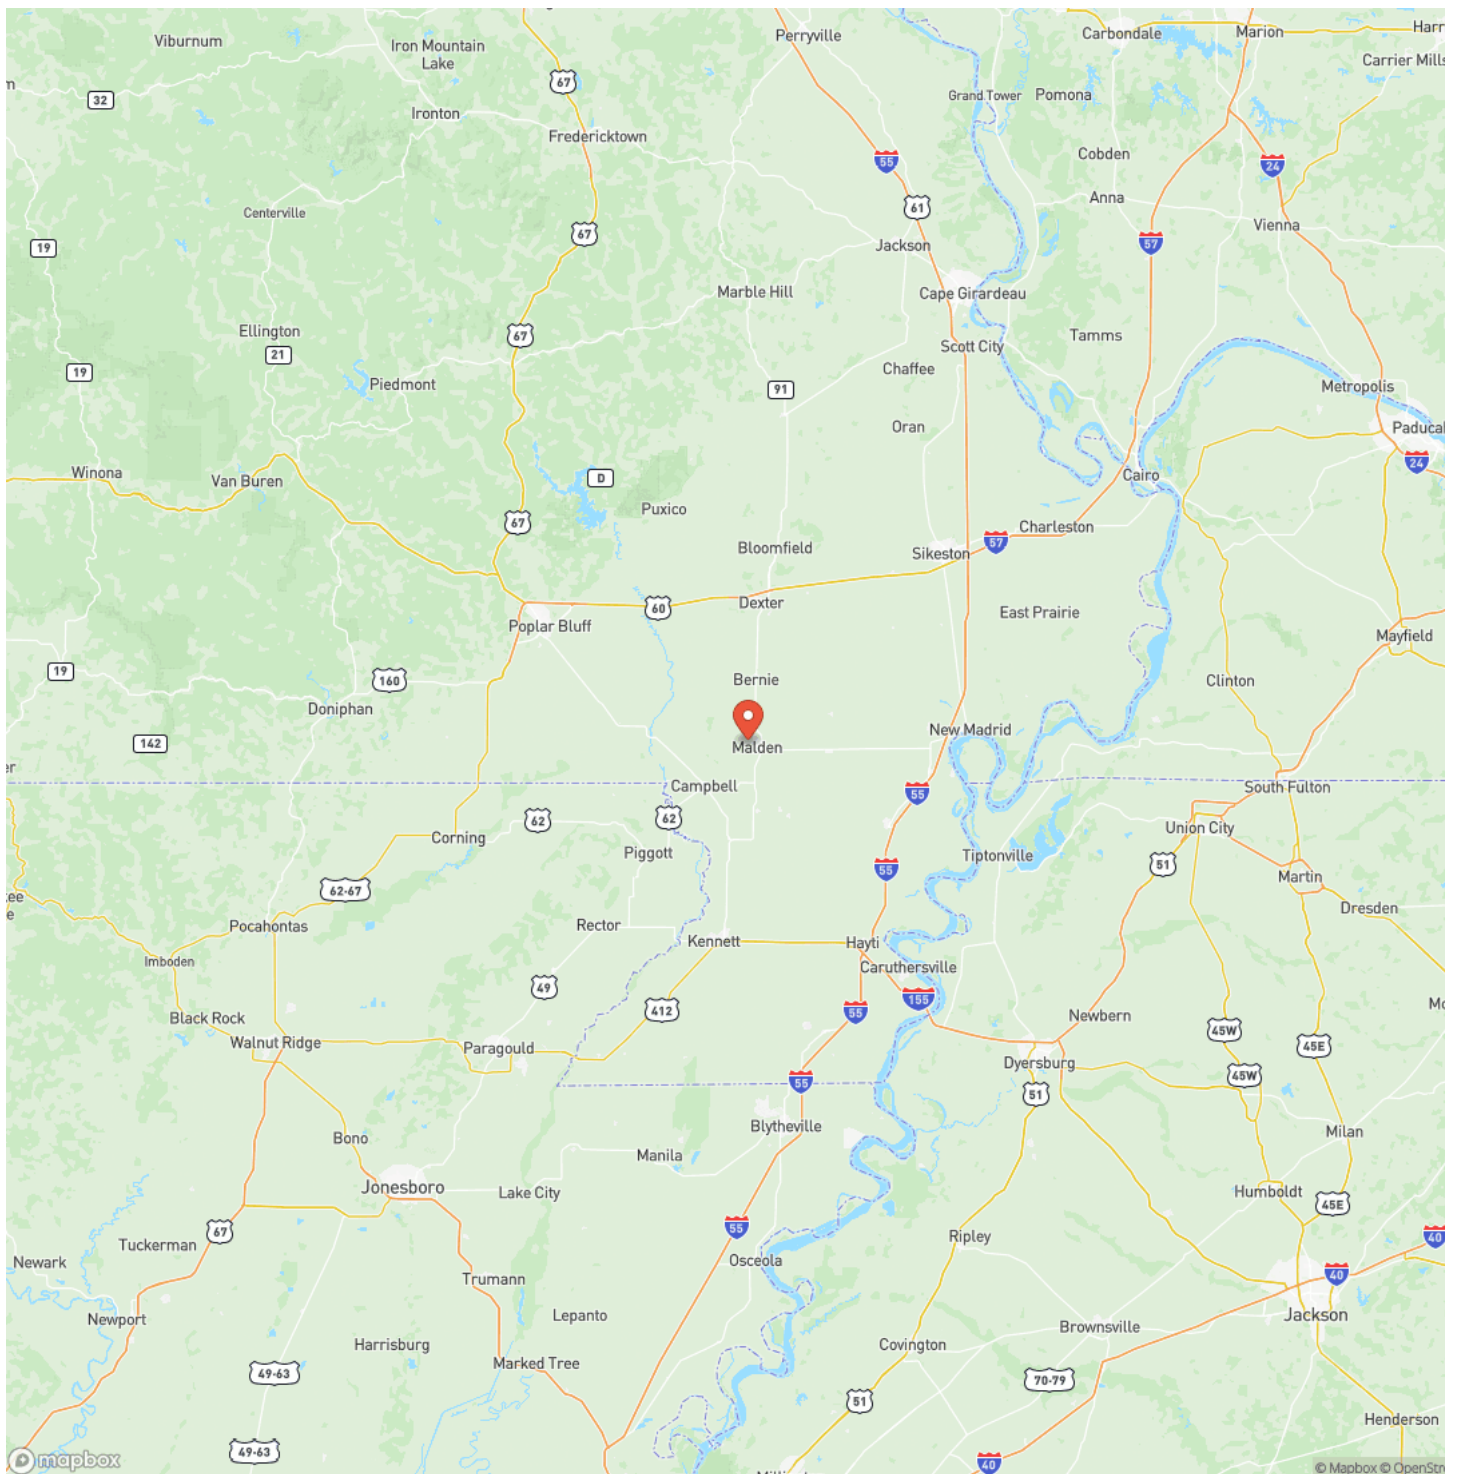 Viburnum
Iron Mountain
Lake
Perryville
Carbondale
Marion
Harr
Carrier Mills
m
32
67
Ironton
Fredericktown
Grand Tower
Pomona
55
Cobden
24
Centerville
61
Anna
19
67
Jackson
57
Vienna
Marble Hill
Cape Girardeau
Ellington
67
Tamms
21
Scott City
19
Piedmont
Chaffee
91
Metropolis
Oran
Paducal
Winona
Van Buren
D
Cairo
24
Puxico
67
Charleston
57
Bloomfield
Sikeston
60
Dexter
East Prairie
Poplar Bluff
Mayfield
19
160
Bernie
Clinton
Doniphan
142
New Madrid
Malden
er
Campbell
55
South Fulton
62
62
Union City
Corning
Piggott
Tiptonville
51
55
Martin
62-67
ee
e
Dresden
Pocahontas
Rector
Kennett
Hayti
Imboden
Caruthersville
49
155
412
55
Mc
Black Rock
Newbern
45W
Walnut Ridge
Paragould
45E
Dyersburg
45W
55
51
Blytheville
Bono
Milan
Manila
Jonesboro
Lake City
Humboldt
45E
67
55
Ripley
40
Tuckerman
Newark
Osceola
Trumann
40
Newport
Lepanto
Jackson
Brownsville
Harrisburg
Covington
Marked Tree
49-63
70-79
51
Henderson
49-63
mapbox
40
© Mapbox © OpenStre